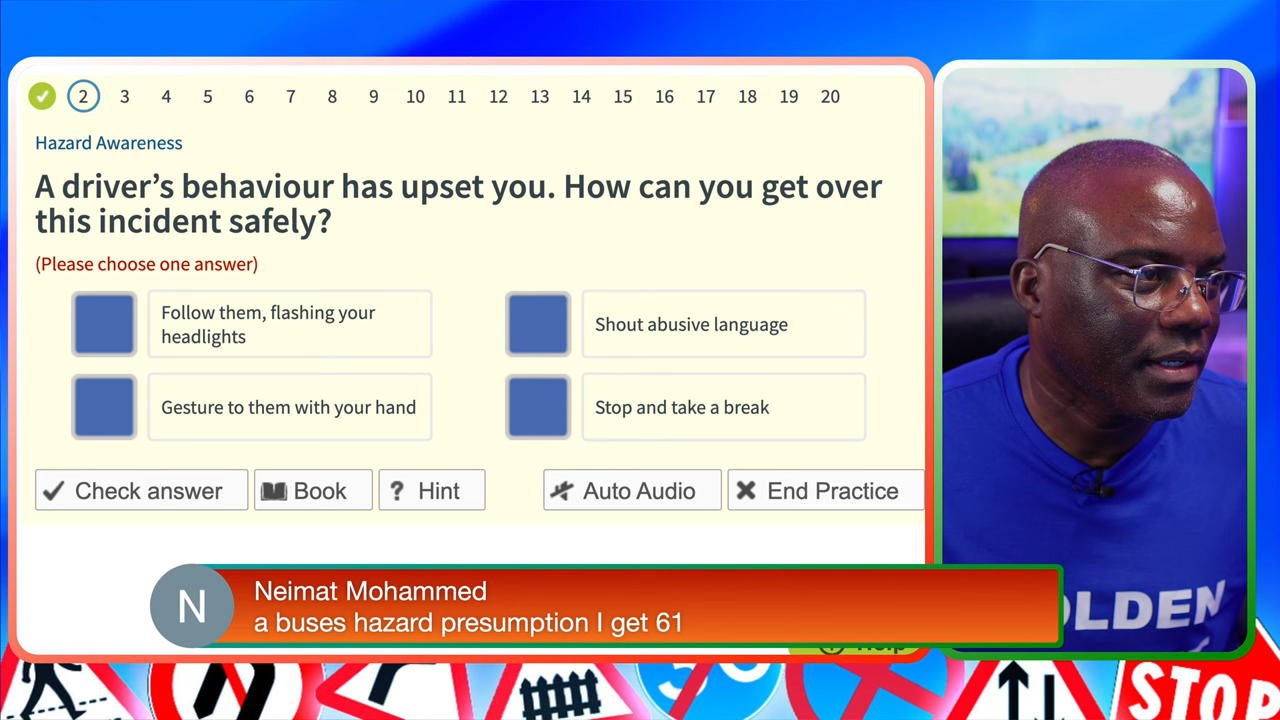 2 3 4 5 6 7 8 9 10 11 12 13 14 15 16 17 18 19 20
Hazard Awareness
A driver’s behaviour has upset you. How can you get over
this incident safely?
(Please choose one answer)
Follow them, flashing your
headlights
Shout abusive language
Gesture to them with your hand
Stop and take a break
Check answer
Book
? Hint
Auto Audio
End Practice
N
Neimat Mohammed
a buses hazard presumption I get 61
OLDEN
STOP